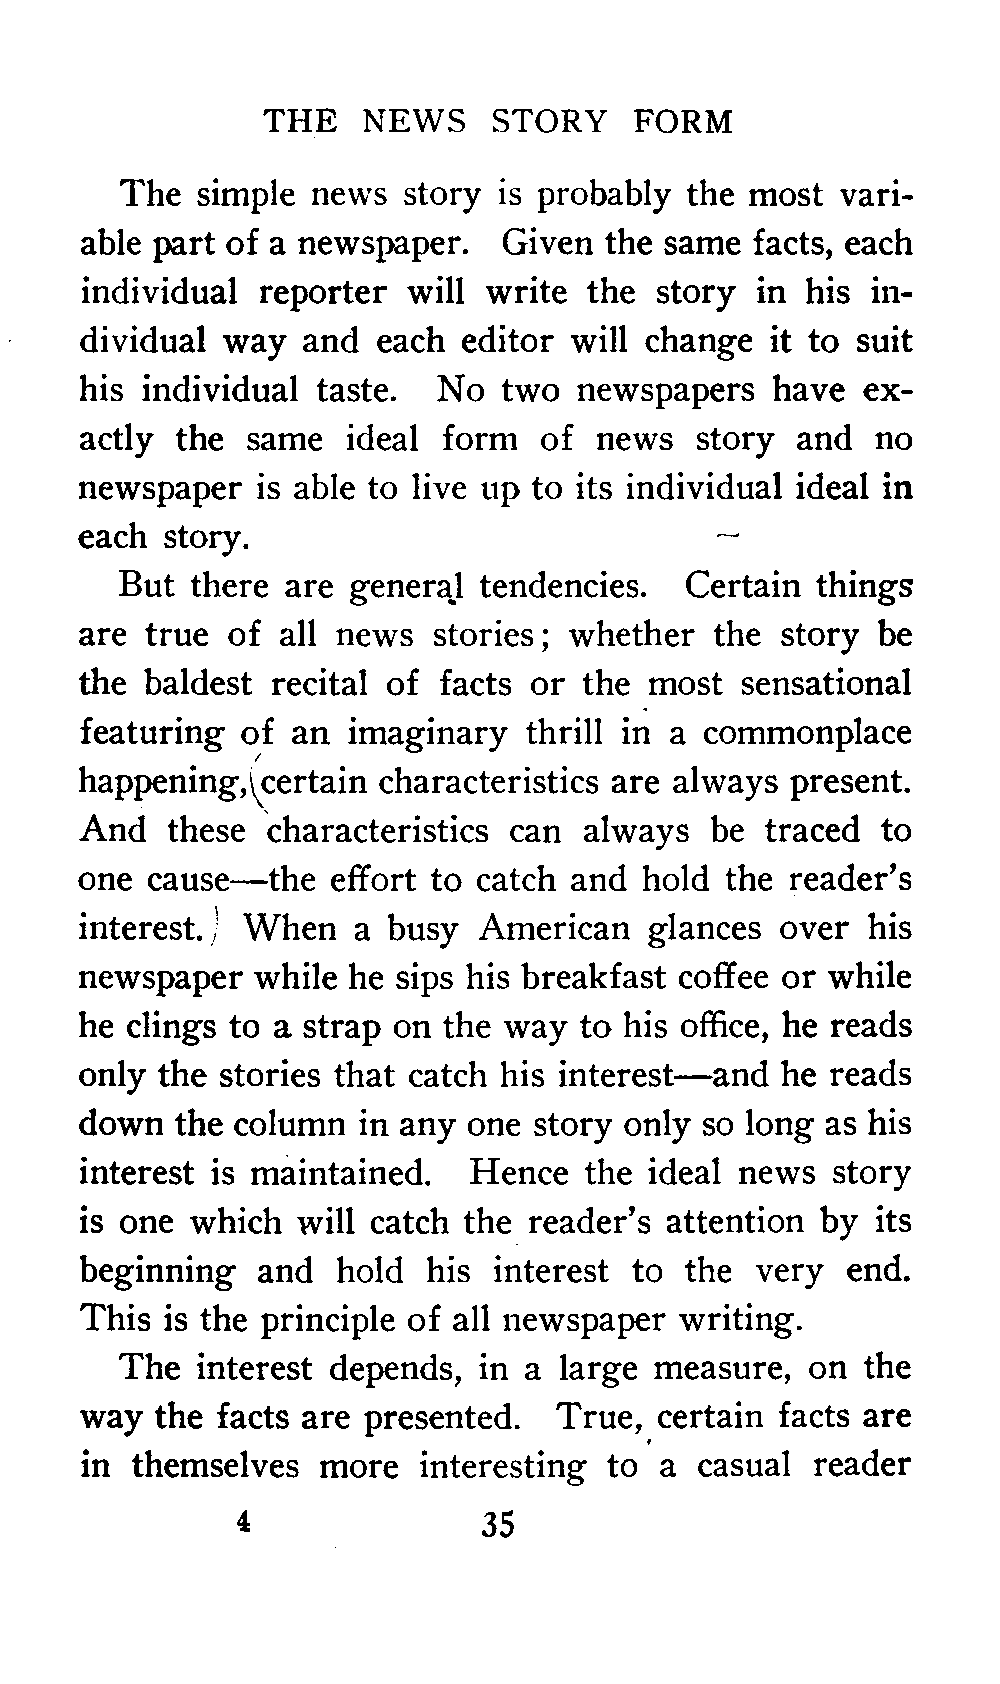 THE NEWS STORY FORM
The simple news story is probably the most vari-
able part of a newspaper. Given the same facts, each
individual reporter will write the story in his in-
dividual way and each editor will change it to suit
his individual taste. No two newspapers have ex-
actly the same ideal form of news story and no
newspaper is able to live up to its individual ideal in
each story.
But there are general tendencies. Certain things
are true of all news stories; whether the story be
the baldest recital of facts or the most sensational
featuring of an imaginary thrill in a commonplace
happening, certain characteristics are always present.
And these characteristics can always be traced to
one cause—the effort to catch and hold the reader's
interest. When a busy American glances over his
newspaper while he sips his breakfast coffee or while
he clings to a strap on the way to his office, he reads
only the stories that catch his interest—and he reads
down the column in any one story only so long as his
interest is maintained. Hence the ideal news story
is one which will catch the reader's attention by its
beginning and hold his interest to the very end.
This is the principle of all newspaper writing.
The interest depends, in a large measure, on the
way the facts are presented. True, certain facts are
in themselves more interesting to a casual reader
4 35